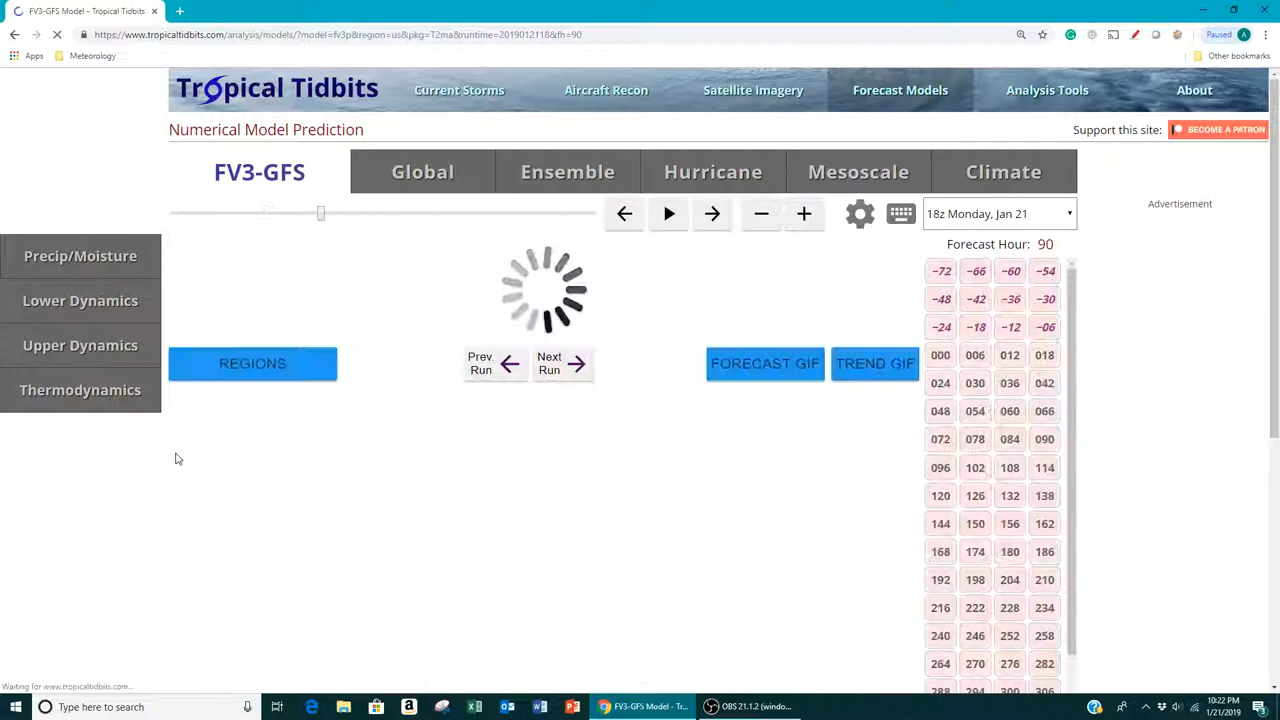 FV3-GFS Model - Tropical Tidbits
https://www.tropicaltidbits.com/analysis/models/?model=fv3p&region=us&pkg=T2ma&runtime=2019012118&fh=90
Paused A
Apps Meteorology Other bookmarks
Tropical Tidbits Current Storms Aircraft Recon Satellite Imagery Forecast Models Analysis Tools About
Numerical Model Prediction Support this site: BECOME A PATRON
FV3-GFS Global Ensemble Hurricane Mesoscale Climate
18z Monday, Jan 21
Advertisement
Forecast Hour: 90
Precip/Moisture
Lower Dynamics
Upper Dynamics
Thermodynamics
REGIONS Prev. Run Next Run FORECAST GIF TREND GIF
-72 -66 -60 -54
-48 -42 -36 -30
-24 -18 -12 -06
000 006 012 018
024 030 036 042
048 054 060 066
072 078 084 090
096 102 108 114
120 126 132 138
144 150 156 162
168 174 180 186
192 198 204 210
216 222 228 234
240 246 252 258
264 270 276 282
288 294 300 306
Waiting for www.tropicaltidbits.com...
Type here to search
FV3-GFS Model - Tr...
OBS 21.1.2 (windo...
10:22 PM
1/21/2019